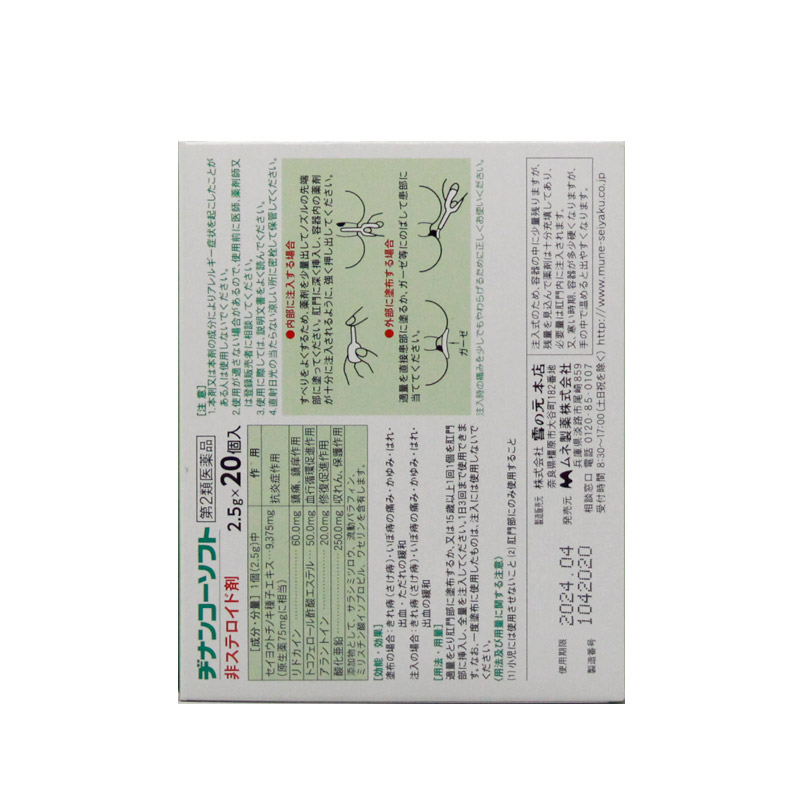 ヂナンコーソフト 第2類医薬品
非ステロイド剤 2.5g×20個入
[成分・分量] 1個(2.5g)中 作用
セイヨウトチノキ種子エキス…9.375mg 抗炎症作用
(原生薬75mgに相当)
リドカイン…60.0mg 鎮痛、鎮痒作用
トコフェロール酢酸エステル…50.0mg 血行循環促進作用
アラントイン…20.0mg 修復促進作用
酸化亜鉛…250.0mg 収れん、保護作用
添加物として、サラシミツロウ、流動パラフィン、
ミリスチン酸イソプロピル、ワセリンを含有します。
[効能・効果]
塗布の場合:きれ痔(さけ痔)・いぼ痔の痛み・かゆみ・はれ・
出血・ただれの緩和
注入の場合:きれ痔(さけ痔)・いぼ痔の痛み・かゆみ・はれ・
出血の緩和
[用法・用量]
適量をとり肛門部に塗布するか、又は15歳以上1回1個を肛門
部に挿入し、全量を注入してください。1日3回まで使用できま
す。なお、一度塗布に使用したものは、注入には使用しないで
ください。
〈用法及び用量に関する注意〉
(1)小児には使用させないこと (2)肛門部にのみ使用すること
[注意]
1.本剤又は本剤の成分によりアレルギー症状を起こしたことが
ある人は使用しないでください。
2.使用が適さない場合があるので、使用前に医師、薬剤師又
は登録販売者に相談してください。
3.使用に際しては、説明文書をよく読んでください。
4.直射日光の当たらない涼しい所に密栓して保管してください。
●内部に注入する場合
すべりをよくするため、薬剤を少量出してノズルの先端
部に塗ってください。肛門に深く挿入し、容器内の薬剤
が十分に注入されるように、強く押し出してください。
●外部に塗布する場合
適量を直接患部に塗るか、ガーゼ等にのばして患部に
当ててください。
ガーゼ
注入時の痛みを少しでもやわらげるために正しくお使いください。
使用期限 2024.04
製造番号 1042020
製造販売元 株式会社 雪の元本店
奈良県橿原市大谷町182番地
発売元 ムネ製薬株式会社
兵庫県淡路市尾崎859
相談窓口 電話 0120-85-0107
受付時間 8:30~17:00(土日祝を除く)
注入式のため、容器の中に少量残りますが、
残量を見込んで薬剤は十分充填してあり、
必要量は肛門内に注入されます。
又、寒い時期、容器が多少硬くなりますが、
手の中で温めると出やすくなります。
http://www.mune-seiyaku.co.jp